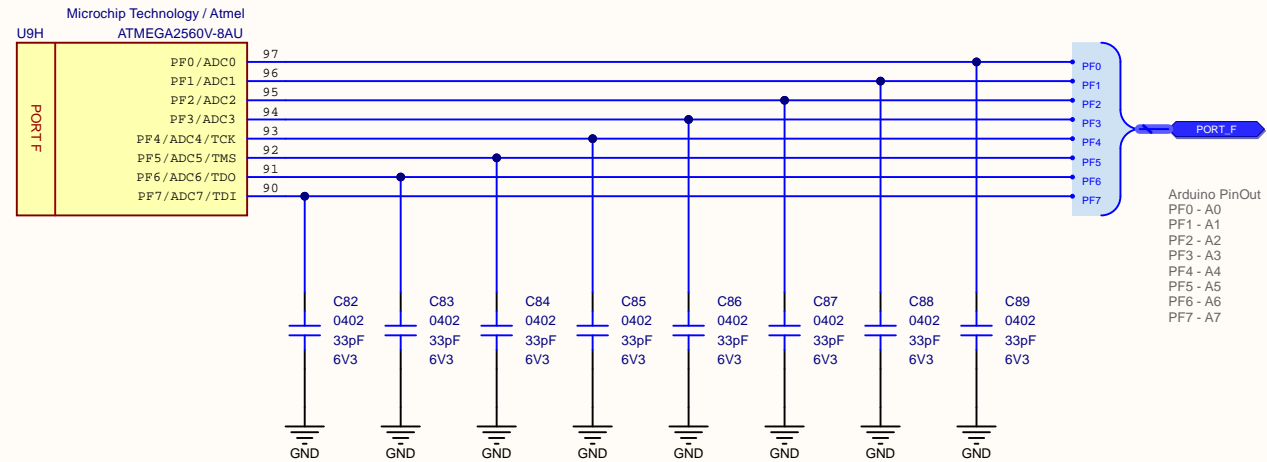 Microchip Technology / Atmel
U9H ATMEGA2560V-8AU
PORT F
PF0/ADC0 97 PF0
PF1/ADC1 96 PF1
PF2/ADC2 95 PF2
PF3/ADC3 94 PF3
PF4/ADC4/TCK 93 PF4
PF5/ADC5/TMS 92 PF5
PF6/ADC6/TDO 91 PF6
PF7/ADC7/TDI 90 PF7
PORT_F
Arduino PinOut
PF0 - A0
PF1 - A1
PF2 - A2
PF3 - A3
PF4 - A4
PF5 - A5
PF6 - A6
PF7 - A7
C82 C83 C84 C85 C86 C87 C88 C89
0402 0402 0402 0402 0402 0402 0402 0402
33pF 33pF 33pF 33pF 33pF 33pF 33pF 33pF
6V3 6V3 6V3 6V3 6V3 6V3 6V3 6V3
GND GND GND GND GND GND GND GND